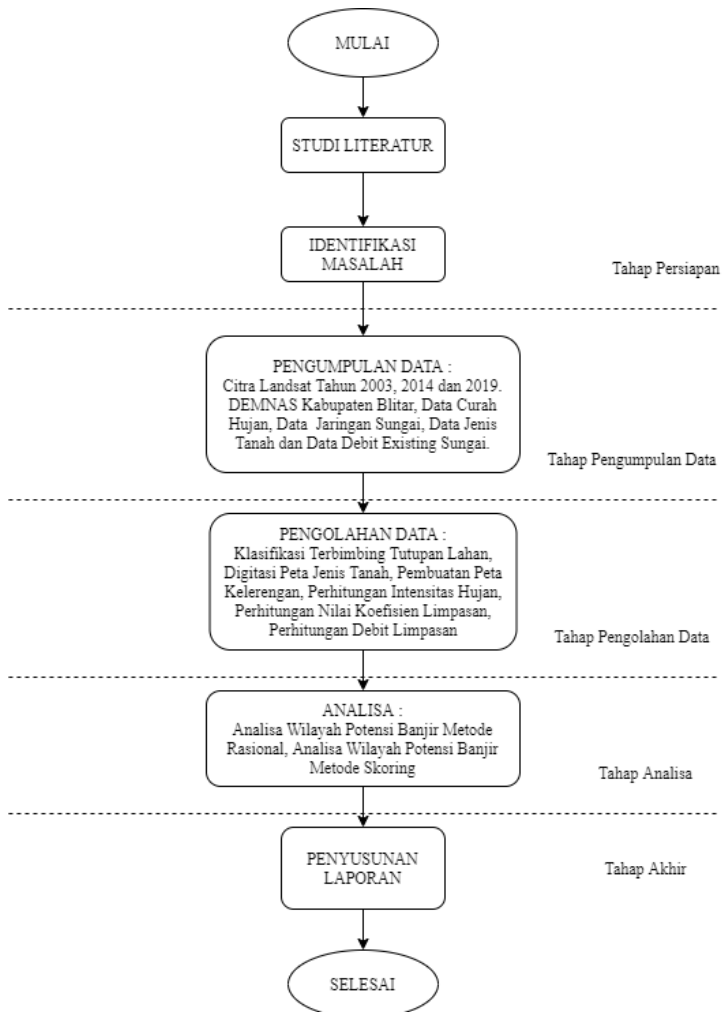 MULAI
STUDI LITERATUR
IDENTIFIKASI
MASALAH
Tahap Persiapan
PENGUMPULAN DATA :
Citra Landsat Tahun 2003, 2014 dan 2019.
DEMNAS Kabupaten Blitar, Data Curah
Hujan, Data Jaringan Sungai, Data Jenis
Tanah dan Data Debit Existing Sungai.
Tahap Pengumpulan Data
PENGOLAHAN DATA :
Klasifikasi Terbimbing Tutupan Lahan,
Digitasi Peta Jenis Tanah, Pembuatan Peta
Kelerengan, Perhitungan Intensitas Hujan,
Perhitungan Nilai Koefisien Limpasan,
Perhitungan Debit Limpasan
Tahap Pengolahan Data
ANALISA :
Analisa Wilayah Potensi Banjir Metode
Rasional, Analisa Wilayah Potensi Banjir
Metode Skoring
Tahap Analisa
PENYUSUNAN
LAPORAN
Tahap Akhir
SELESAI